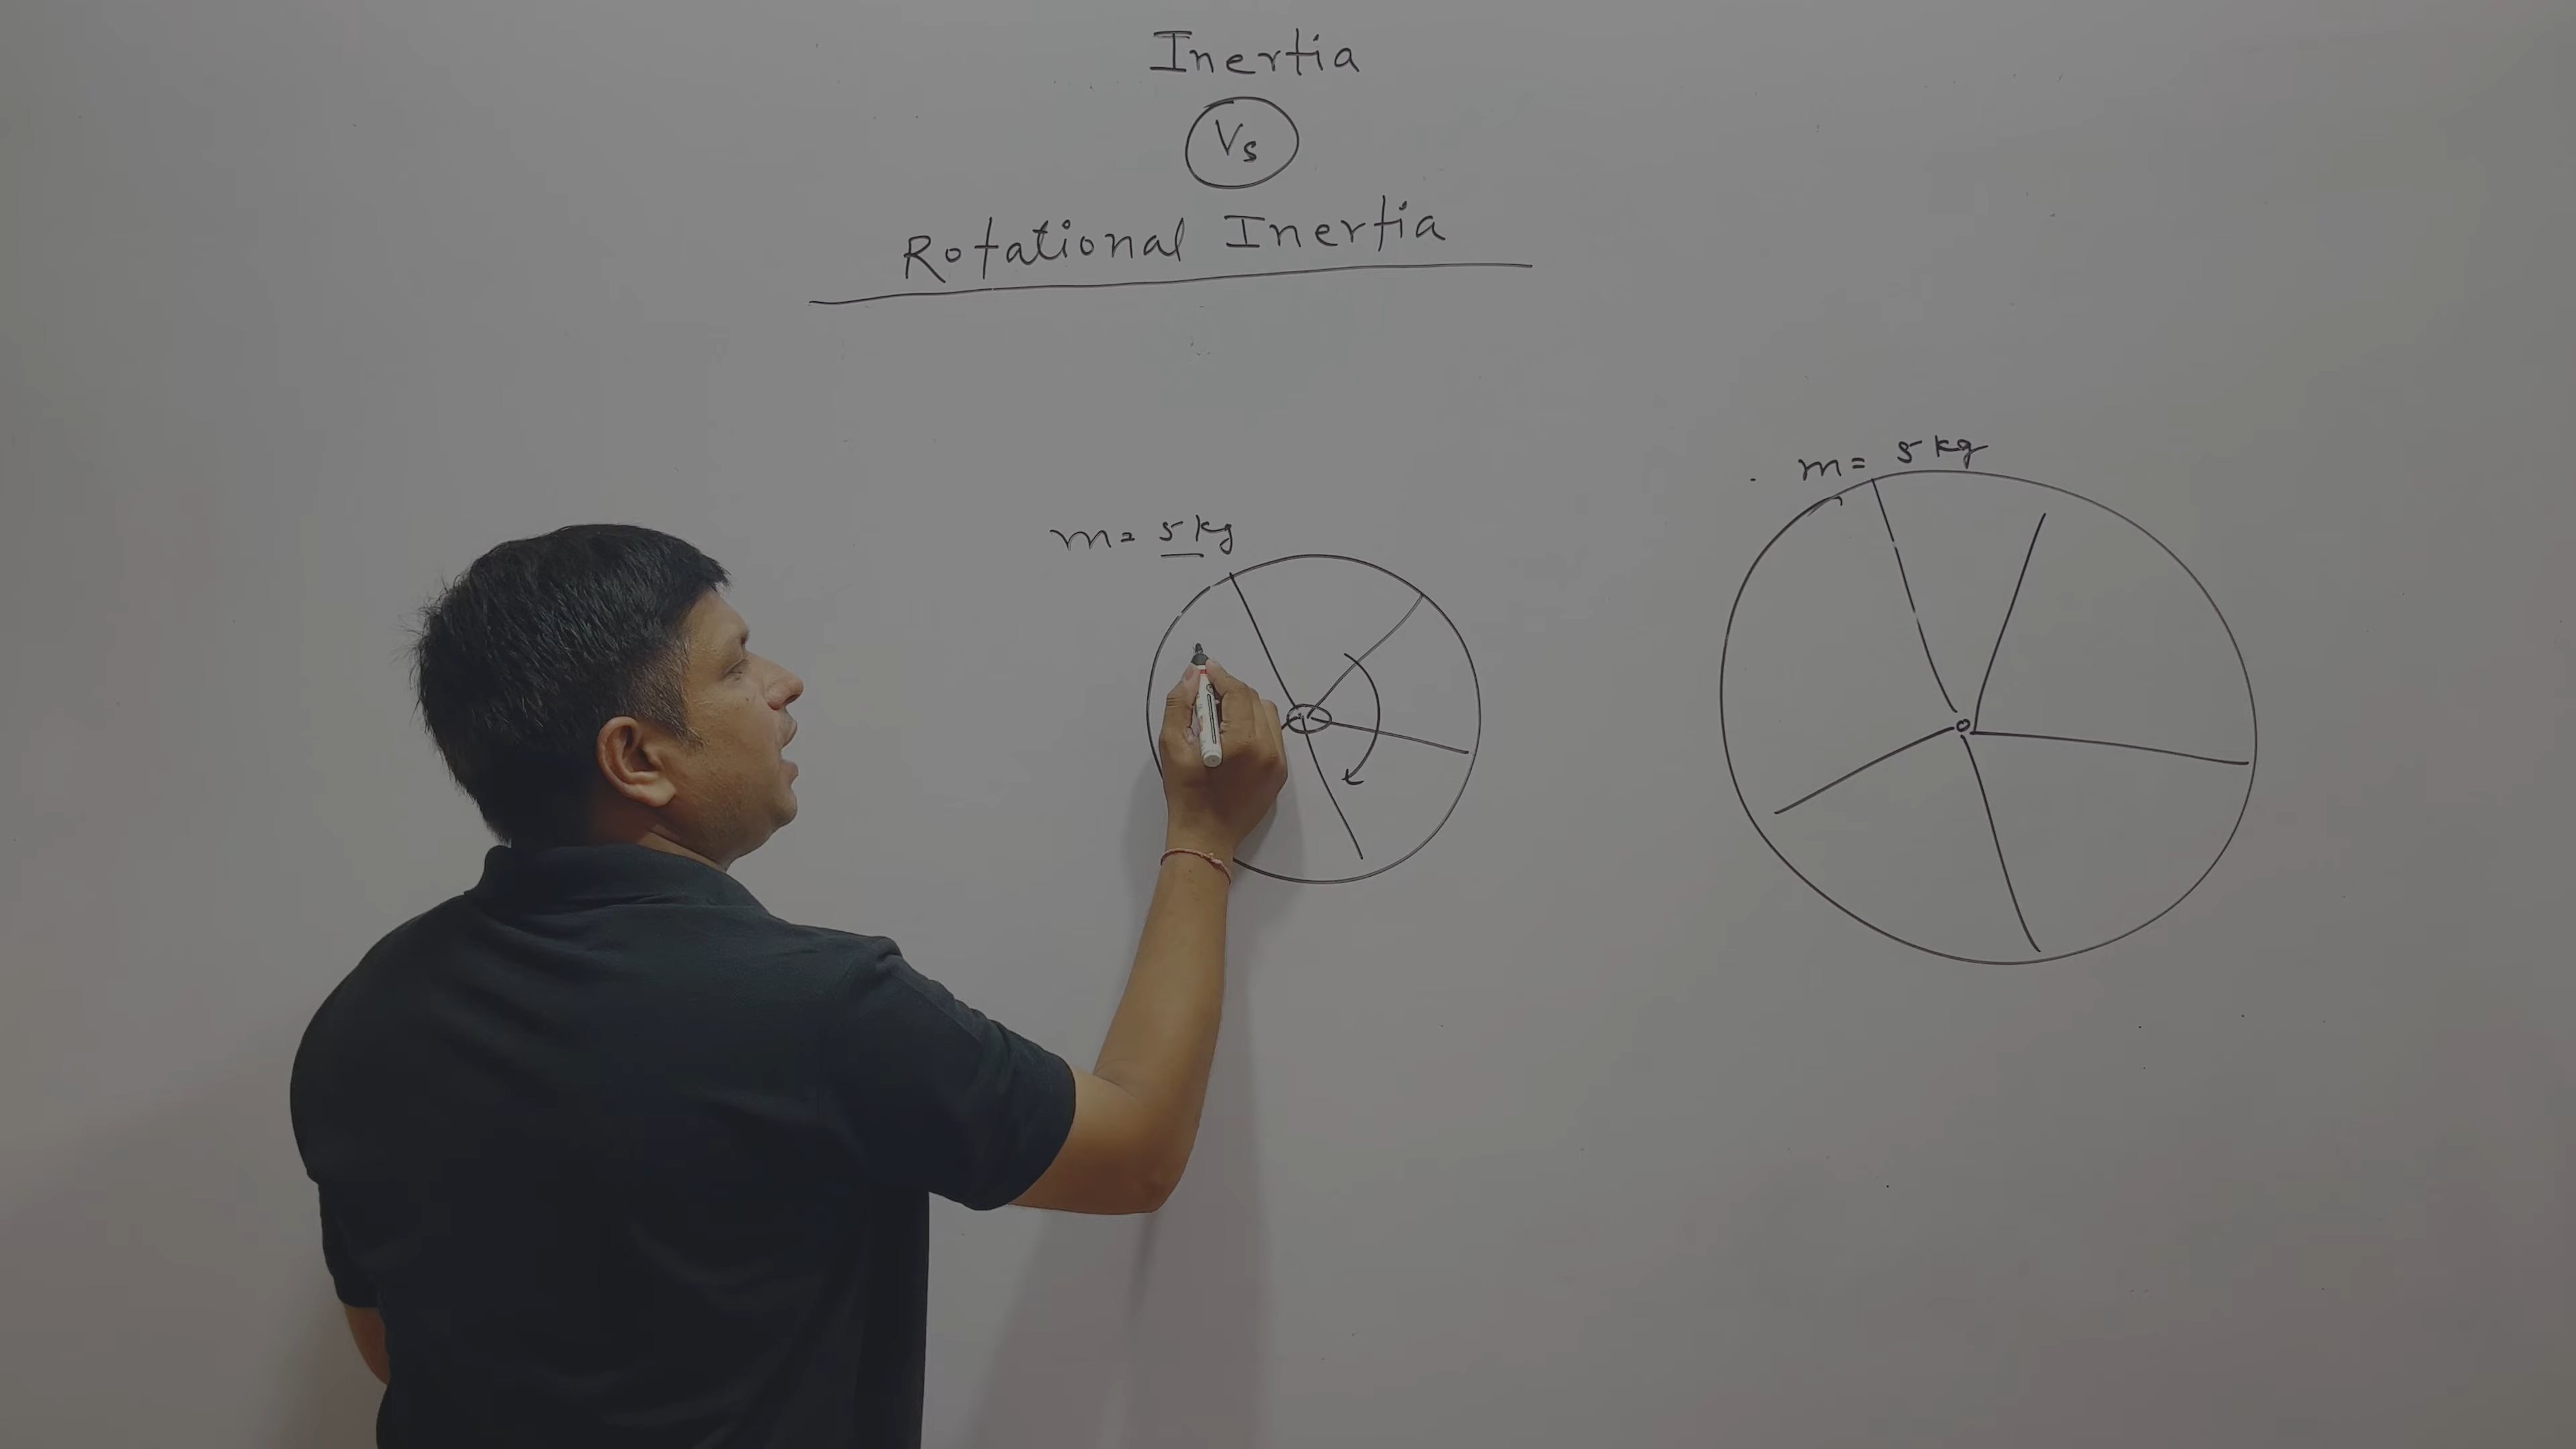 Inertia
Vs
Rotational Inertia
m = 5 kg
m = 5 kg